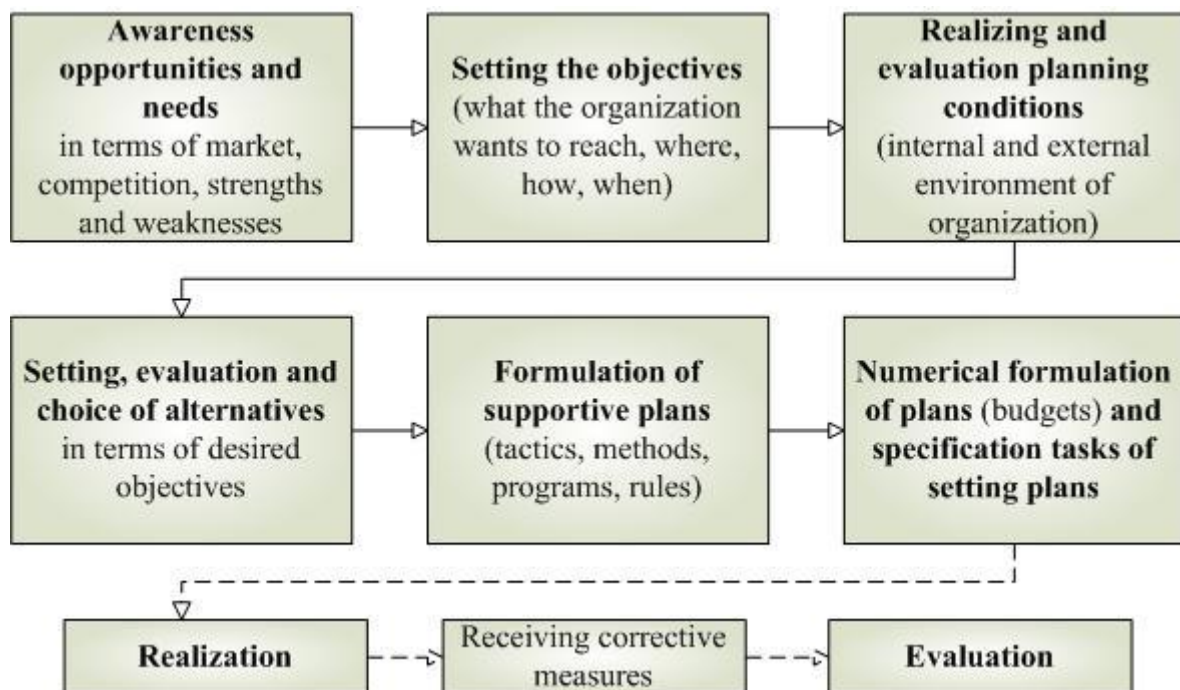 Awareness
opportunities and
needs
in terms of market,
competition, strengths
and weaknesses
Setting the objectives
(what the organization
wants to reach, where,
how, when)
Realizing and
evaluation planning
conditions
(internal and external
environment of
organization)
Setting, evaluation and
choice of alternatives
in terms of desired
objectives
Formulation of
supportive plans
(tactics, methods,
programs, rules)
Numerical formulation
of plans (budgets) and
specification tasks of
setting plans
Realization
Receiving corrective
measures
Evaluation